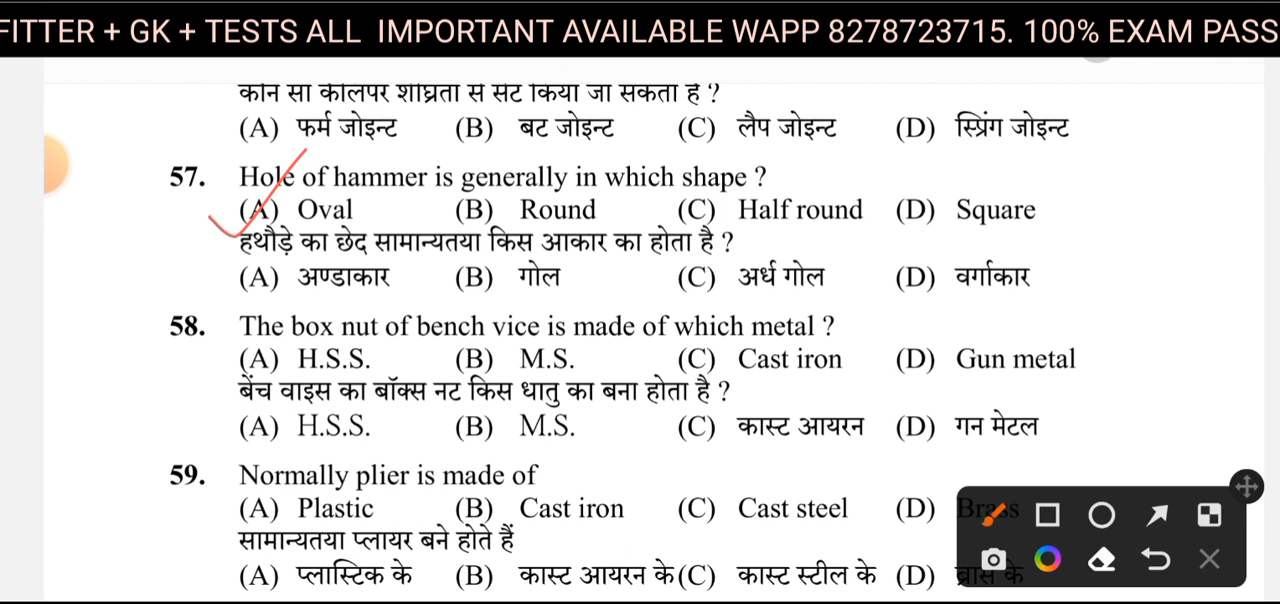 FITTER + GK + TESTS ALL IMPORTANT AVAILABLE WAPP 8278723715. 100% EXAM PASS
कौन सा कैलिपर शीघ्रता से सेट किया जा सकता है ?
(A) फर्म जोइन्ट (B) बट जोइन्ट (C) लैप जोइन्ट (D) स्प्रिंग जोइन्ट
57. Hole of hammer is generally in which shape ?
(A) Oval (B) Round (C) Half round (D) Square
हथौड़े का छेद सामान्यतया किस आकार का होता है ?
(A) अण्डाकार (B) गोल (C) अर्ध गोल (D) वर्गाकार
58. The box nut of bench vice is made of which metal ?
(A) H.S.S. (B) M.S. (C) Cast iron (D) Gun metal
बेंच वाइस का बॉक्स नट किस धातु का बना होता है ?
(A) H.S.S. (B) M.S. (C) कास्ट आयरन (D) गन मेटल
59. Normally plier is made of
(A) Plastic (B) Cast iron (C) Cast steel (D) Brass
सामान्यतया प्लायर बने होते हैं
(A) प्लास्टिक के (B) कास्ट आयरन के (C) कास्ट स्टील के (D) ब्रास के